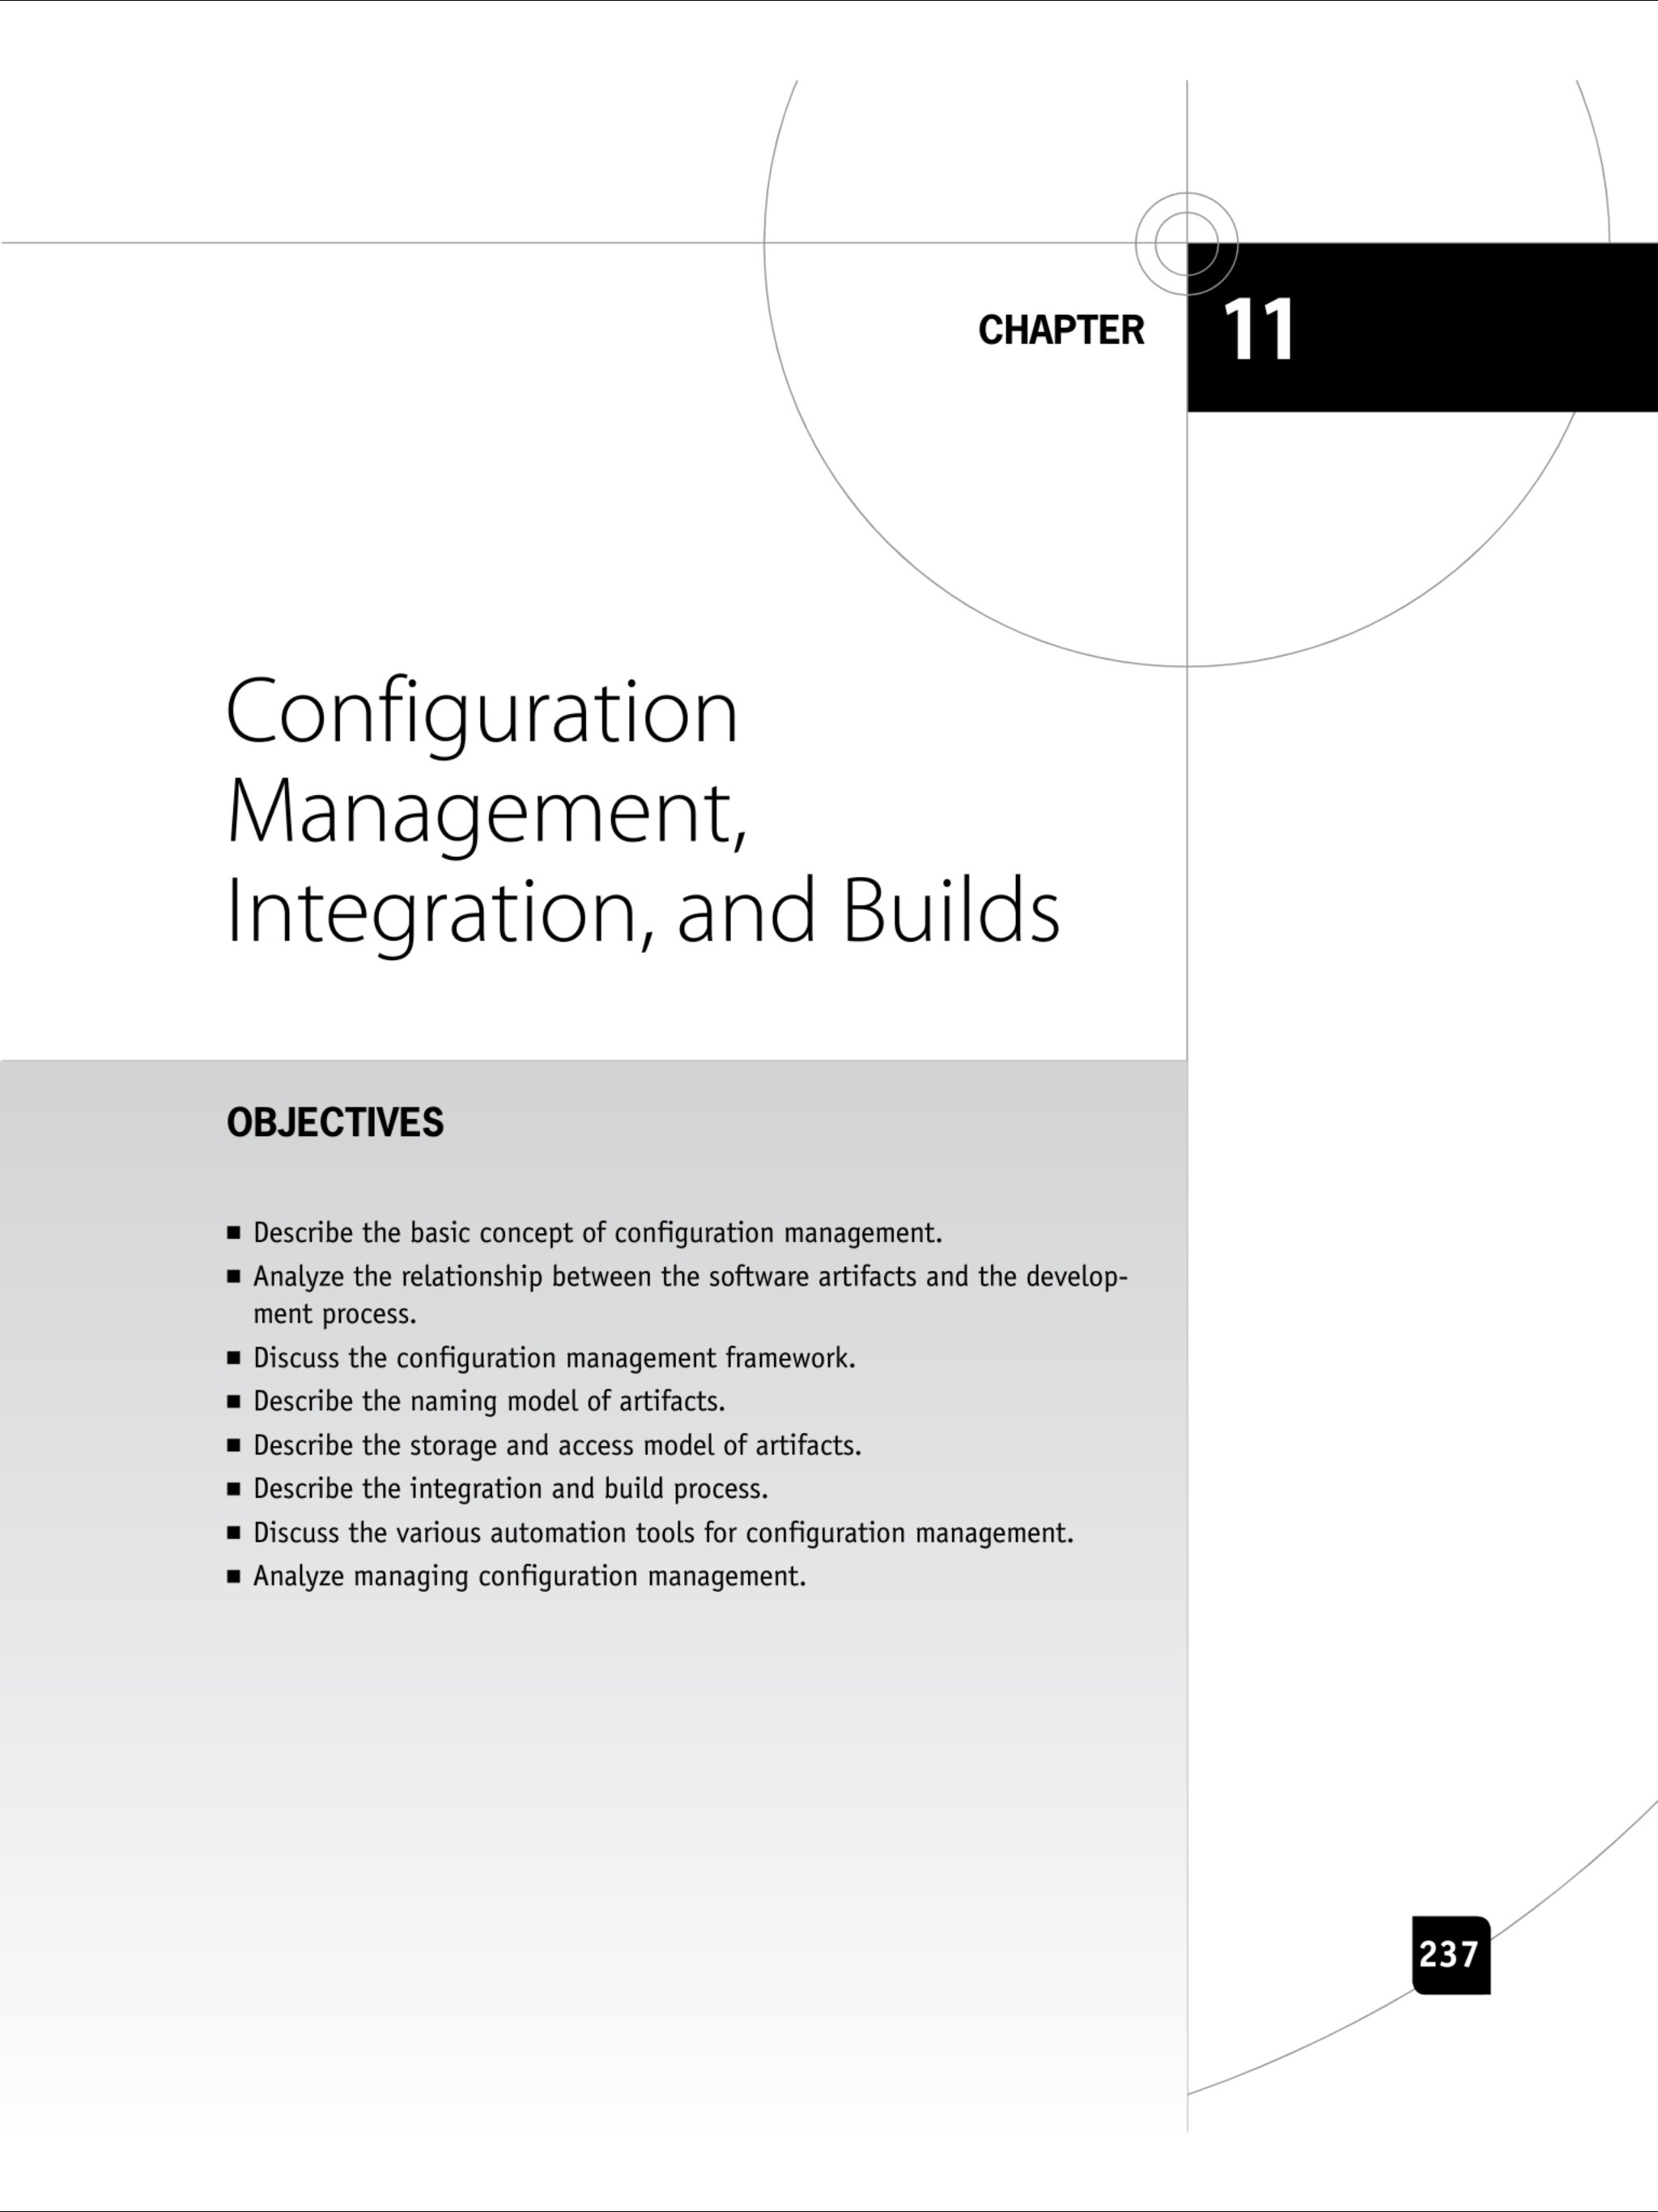 CHAPTER 11
Configuration
Management,
Integration, and Builds
OBJECTIVES
■ Describe the basic concept of configuration management.
■ Analyze the relationship between the software artifacts and the develop-
ment process.
■ Discuss the configuration management framework.
■ Describe the naming model of artifacts.
■ Describe the storage and access model of artifacts.
■ Describe the integration and build process.
■ Discuss the various automation tools for configuration management.
■ Analyze managing configuration management.
237